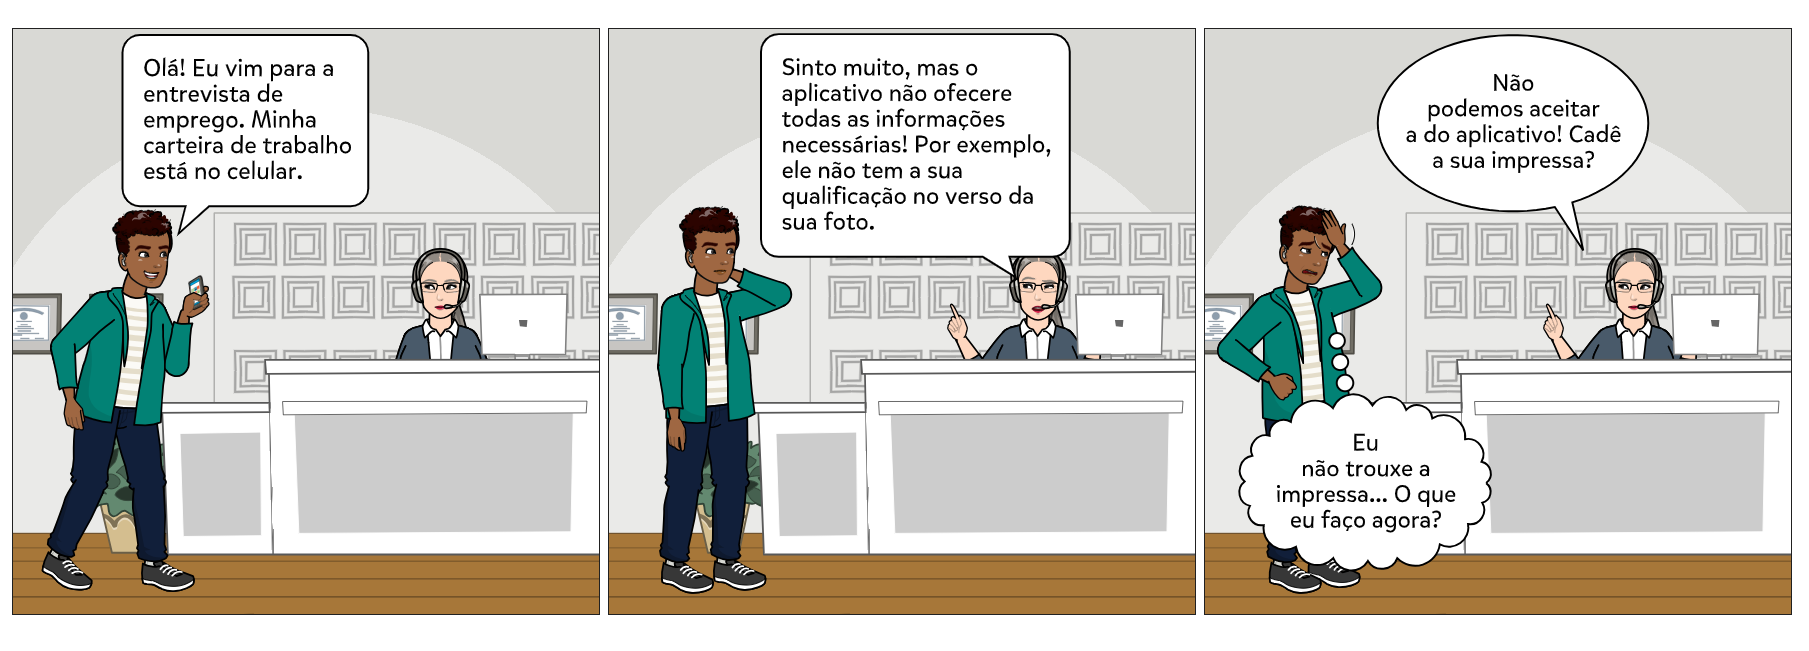 Olá! Eu vim para a
entrevista de
emprego. Minha
carteira de trabalho
está no celular.
Sinto muito, mas o
aplicativo não ofecere
todas as informações
necessárias! Por exemplo,
ele não tem a sua
qualificação no verso da
sua foto.
Não
podemos aceitar
a do aplicativo! Cadê
a sua impressa?
Eu
não trouxe a
impressa... O que
eu faço agora?